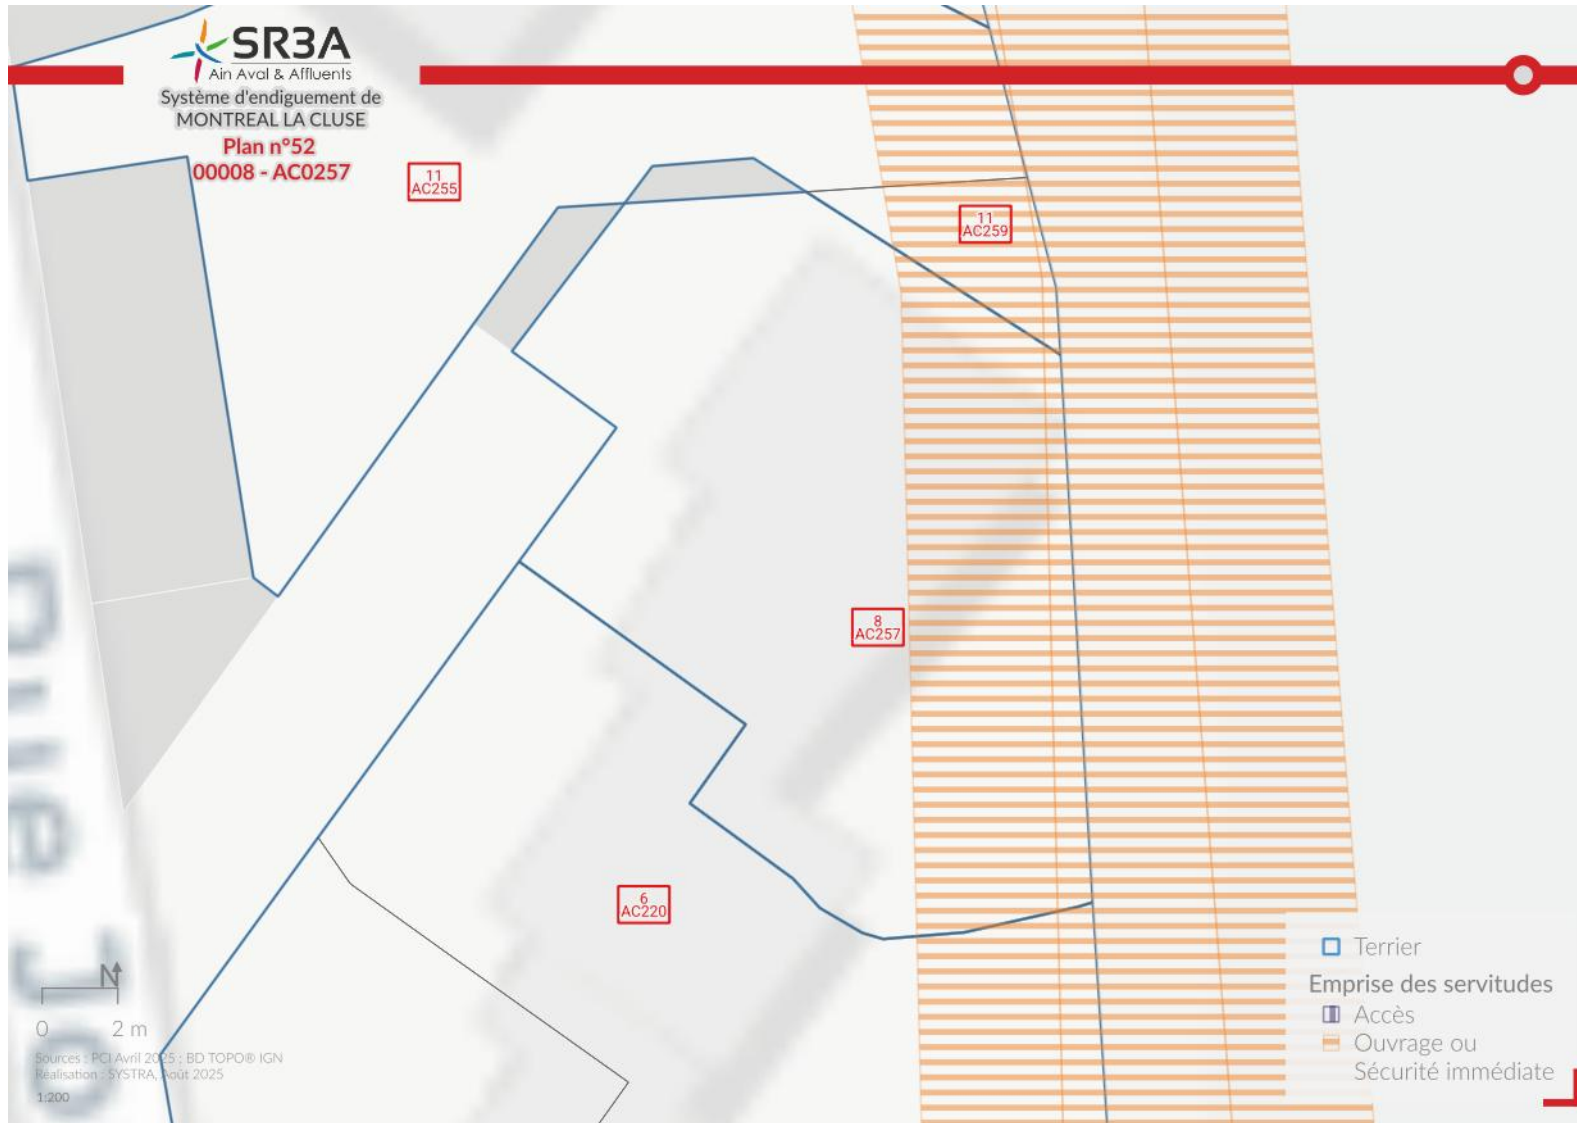 SR3A
Ain Aval & Affluents
Système d'endiguement de
MONTREAL LA CLUSE
Plan n°52
00008 - AC0257
11
AC255
11
AC259
8
AC257
6
AC220
N
0 2 m
Sources : PCI Avril 2025 ; BD TOPO® IGN
Réalisation : SYSTRA, Août 2025
1:200
Terrier
Emprise des servitudes
Accès
Ouvrage ou
Sécurité immédiate